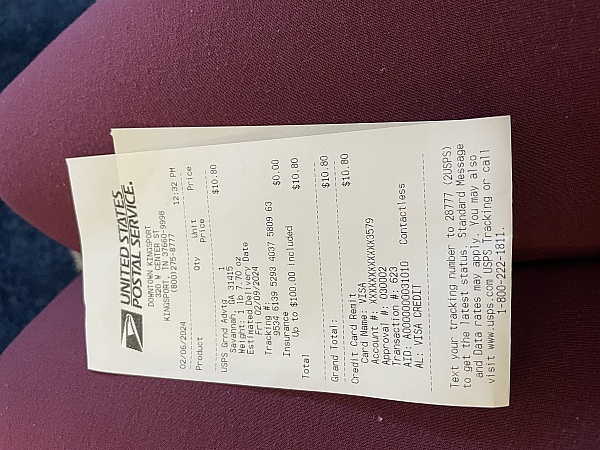 UNITED STATES
POSTAL SERVICE®
DOWNTOWN KINGSPORT
1320 W CENTER ST
KINGSPORT, TN 37660-9998
(800)275-8777
02/06/2024 12:32 PM
Product Qty Unit Price
Price
USPS Grnd Advtg 1 $10.80
Savannah, GA 31415
Weight: 1 lb
Estimated Delivery Date
Fri 02/09/2024
Tracking #:
9534 6139 5293 4037 5809 63
Insurance $0.00
Up to $100.00 included
Total $10.80
Grand Total: $10.80
Credit Card Remit $10.80
Card Name: VISA
Account #: XXXXXXXXXXXX3579
Approval #: 030002
Transaction #: 623
AID: A0000000031010 Contactless
AL: VISA CREDIT
Text your tracking number to 28777 (2USPS)
to get the latest status. Standard Message
and Data rates may apply. You may also
visit www.usps.com USPS Tracking or call
1-800-222-1811.